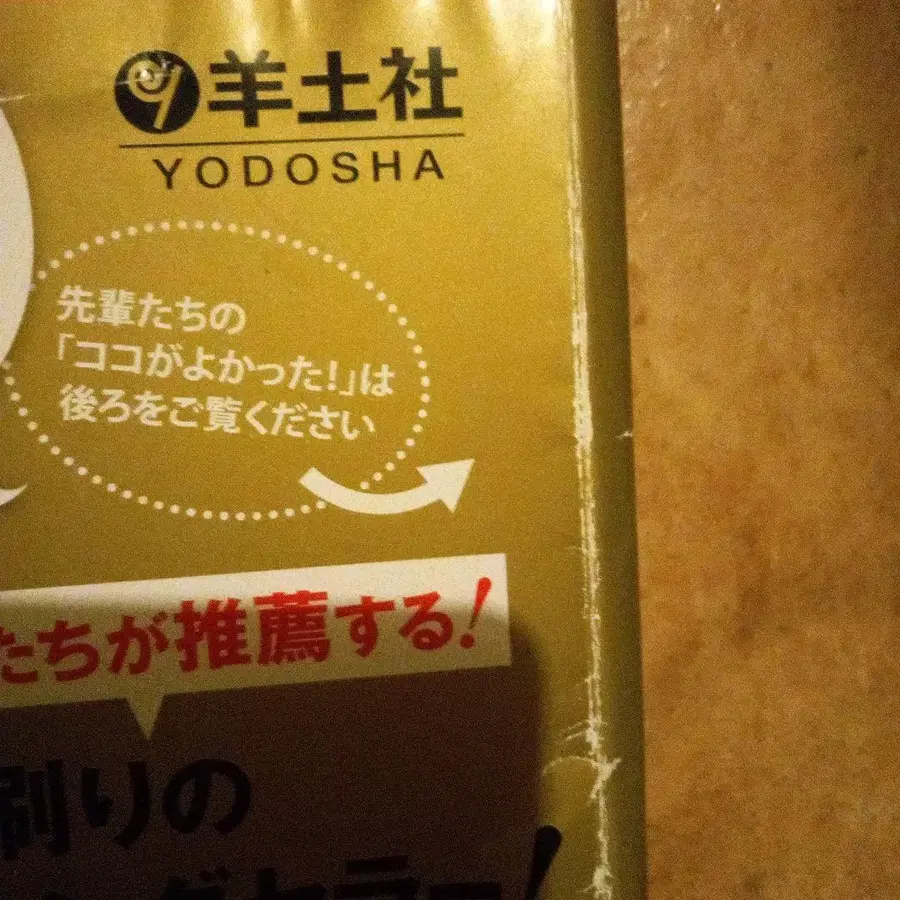 羊土社
YODOSHA
先輩たちの
「ココがよかった!」は
後ろをご覧ください
たちが推薦する!
刷りの